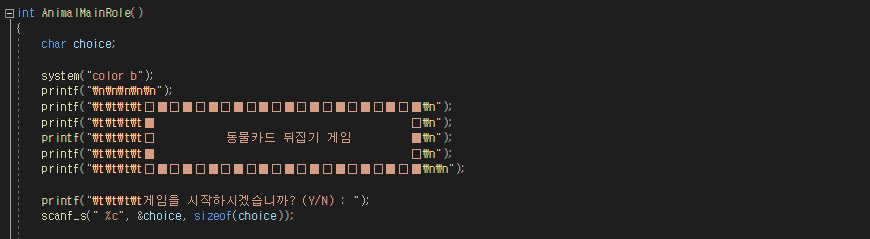 int AnimalMainRole()
{
char choice;
system("color b");
printf("₩n₩n₩n₩n₩n");
printf("₩t₩t₩t₩t□■□■□■□■□■□■□■□■□■□■□■₩n");
printf("₩t₩t₩t₩t■                                          □₩n");
printf("₩t₩t₩t₩t□            동물카드 뒤집기 게임          ■₩n");
printf("₩t₩t₩t₩t■                                          □₩n");
printf("₩t₩t₩t₩t□■□■□■□■□■□■□■□■□■□■□■₩n₩n");
printf("₩t₩t₩t₩t게임을 시작하시겠습니까? (Y/N) : ");
scanf_s(" %c", &choice, sizeof(choice));